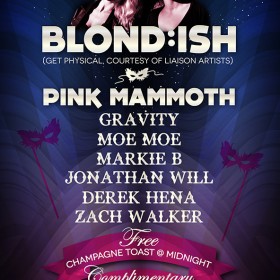 BLOND:ISH
(GET PHYSICAL, COURTESY OF LIAISON ARTISTS)
PINK MAMMOTH
GRAVITY
MOE MOE
MARKIE B
JONATHAN WILL
DEREK HENA
ZACH WALKER
Free
CHAMPAGNE TOAST @ MIDNIGHT
Complimentary